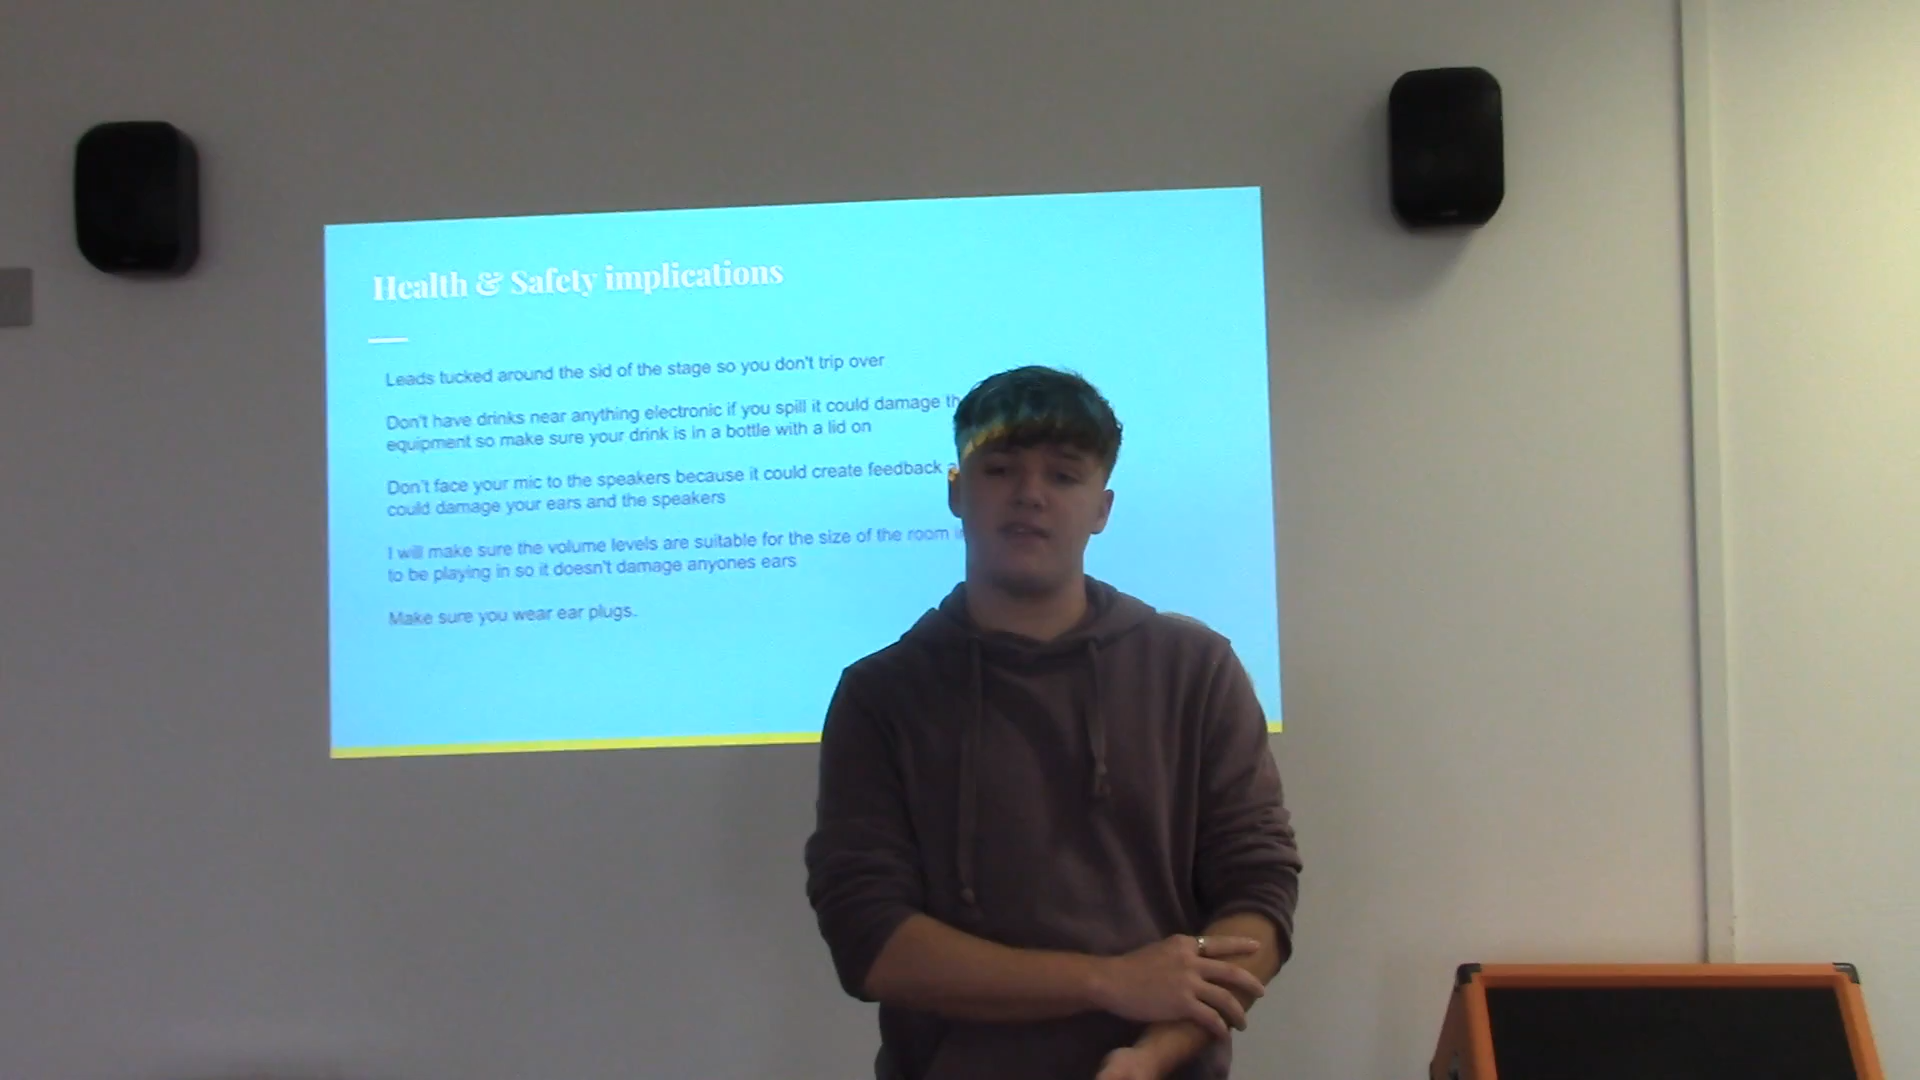 Health & Safety implications
Leads tucked around the sid of the stage so you don't trip over
Don't have drinks near anything electronic if you spill it could damage th
equipment so make sure your drink is in a bottle with a lid on
Don't face your mic to the speakers because it could create feedback a
could damage your ears and the speakers
I will make sure the volume levels are suitable for the size of the room
to be playing in so it doesn't damage anyones ears
Make sure you wear ear plugs.